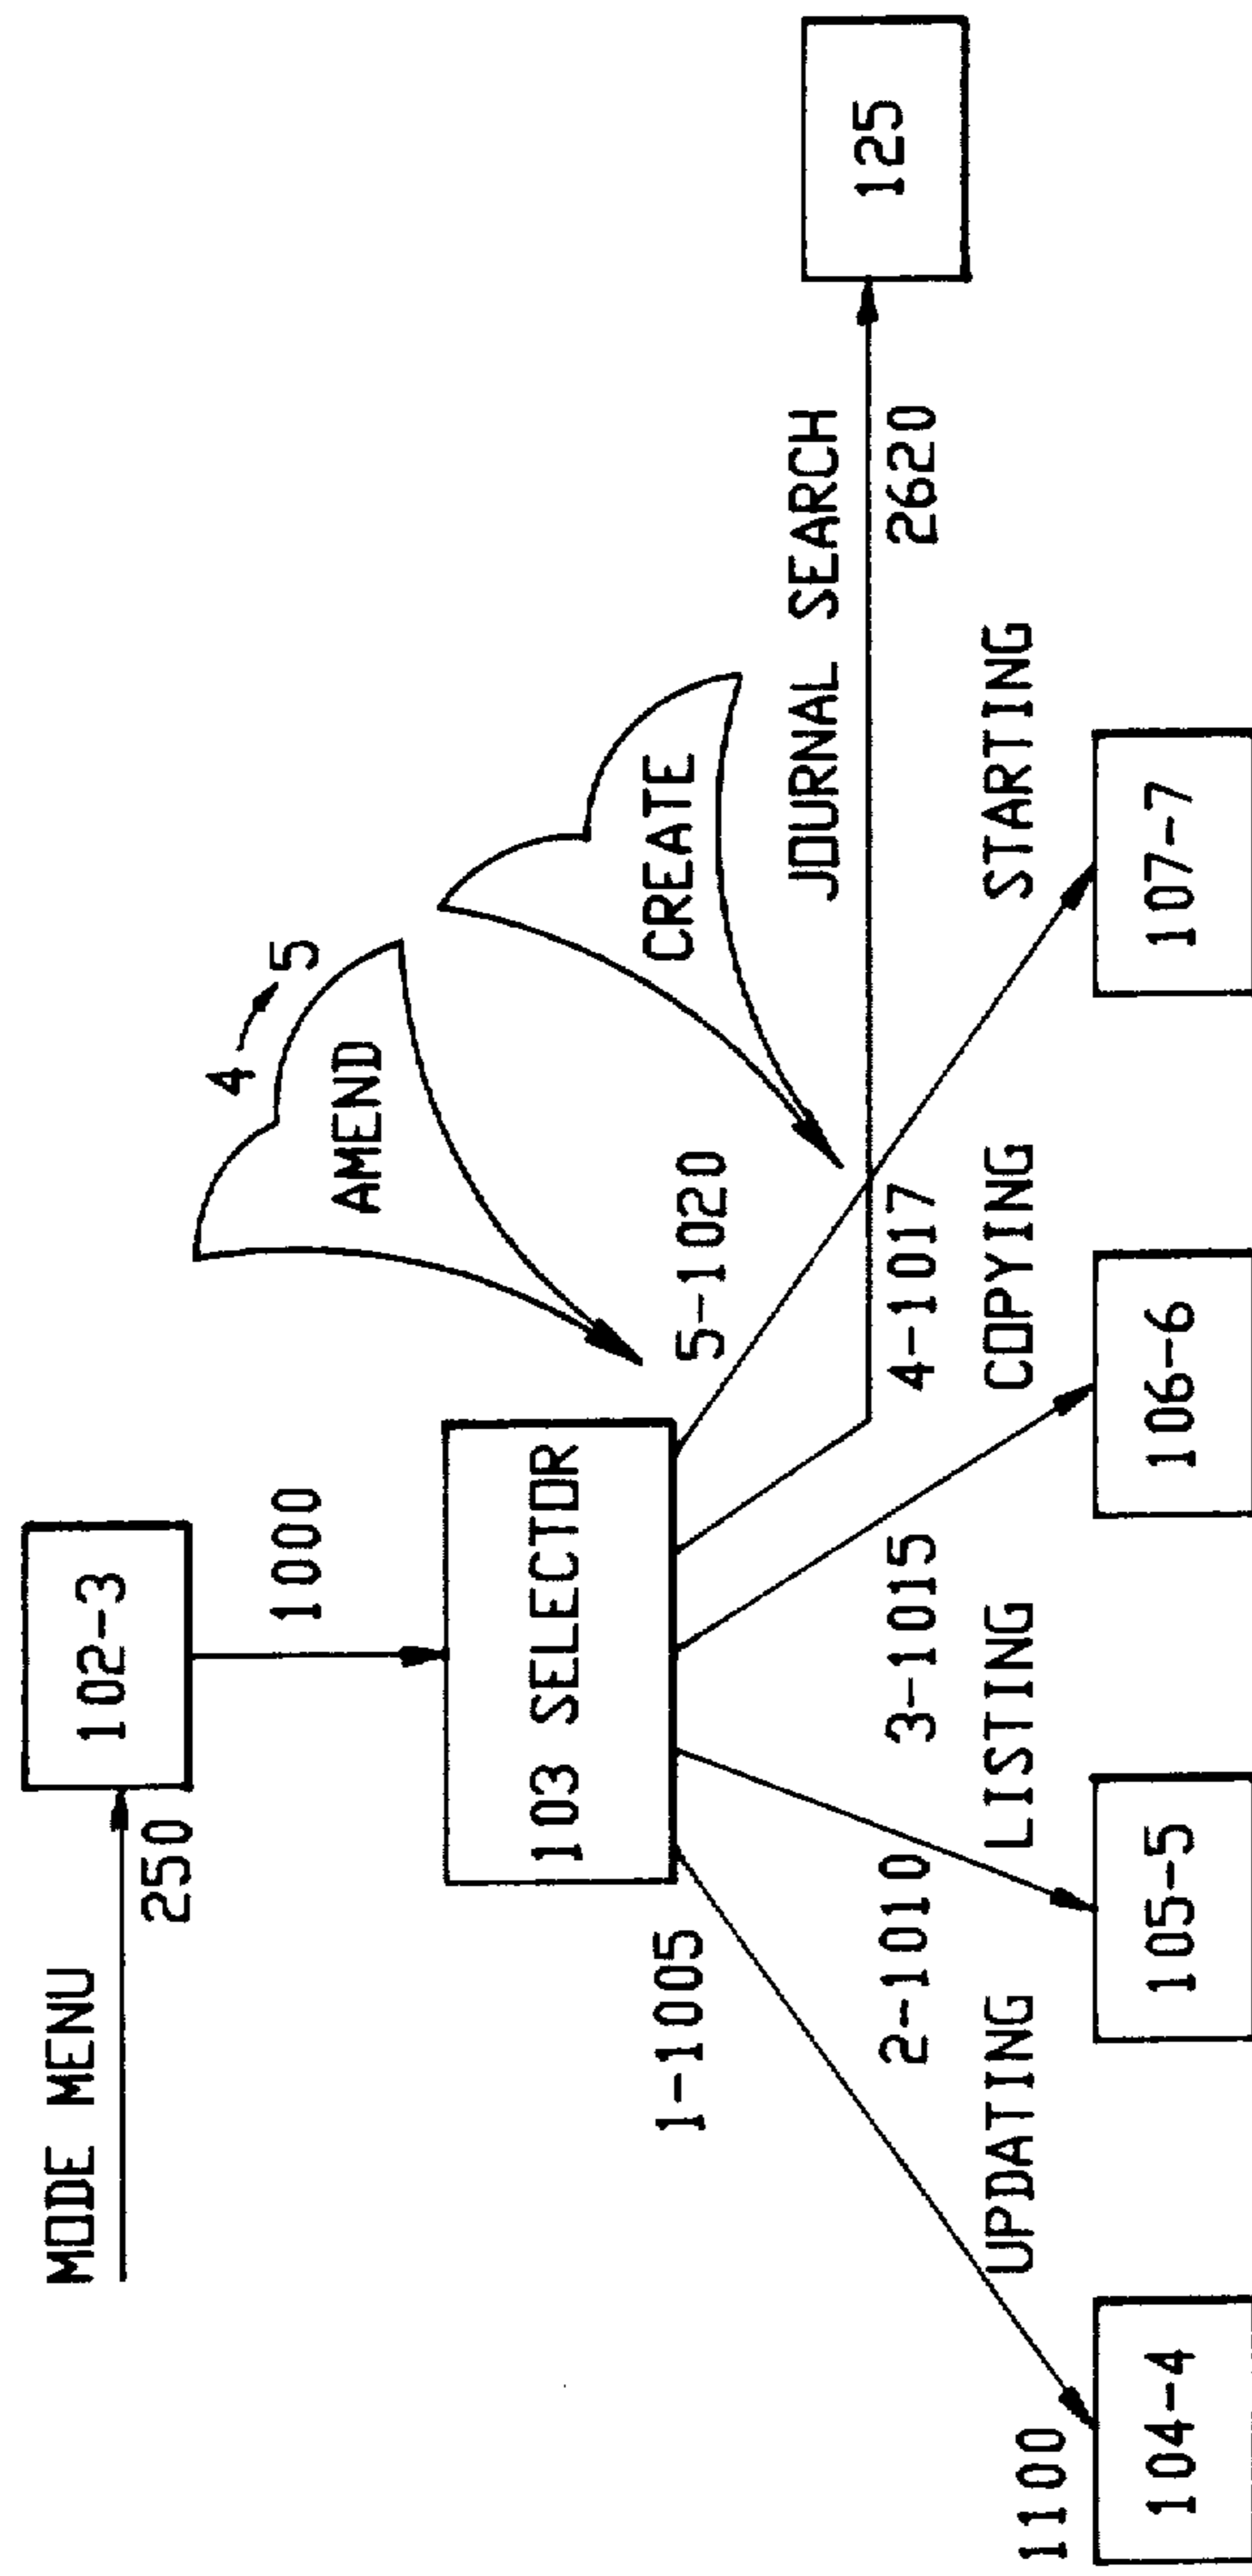 MODE MENU
250
102-3
1000
4
5
AMEND
103 SELECTOR
CREATE
1-1005
5-1020
JOURNAL SEARCH
125
2-1010
3-1015
4-1017
2620
UPDATING
LISTING
COPYING
STARTING
1100
104-4
105-5
106-6
107-7